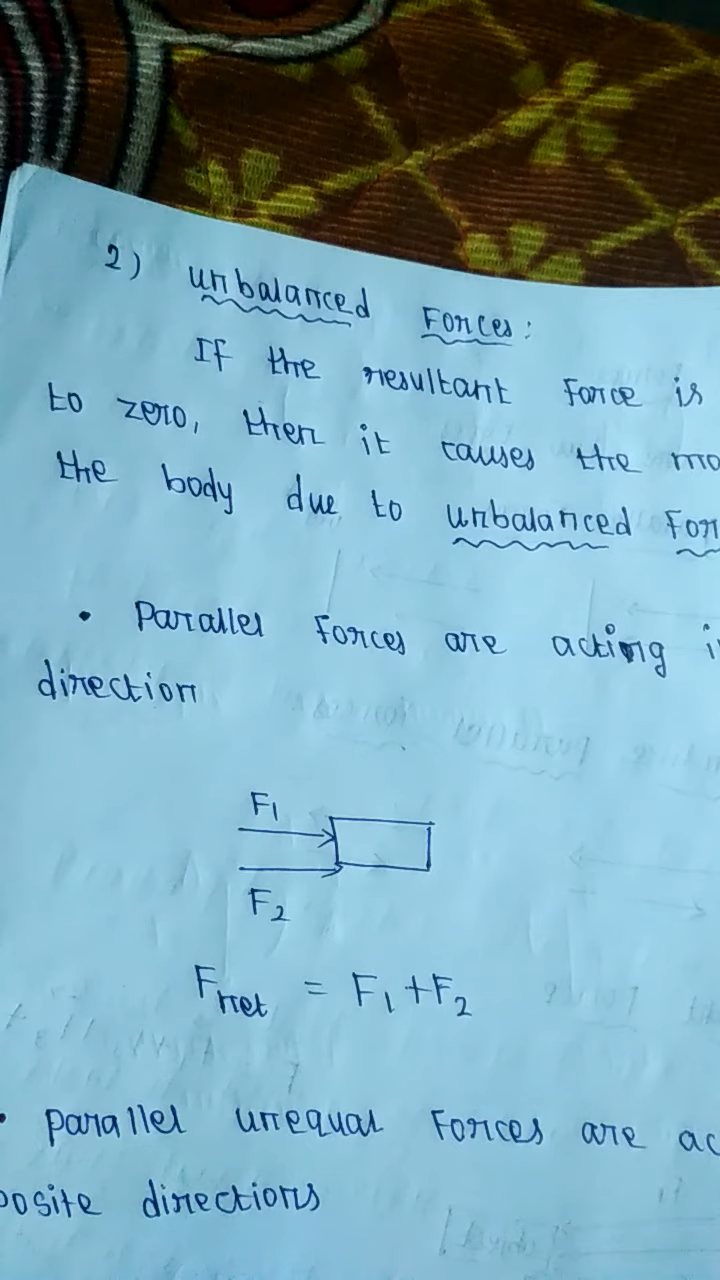 2) Unbalanced Forces:
If the resultant Force is
to zero, then it causes the mo
the body due to unbalanced For
• Parallel Forces are acting i
direction
F1
F2
Fnet = F1 + F2
• Parallel unequal Forces are ac
posite directions